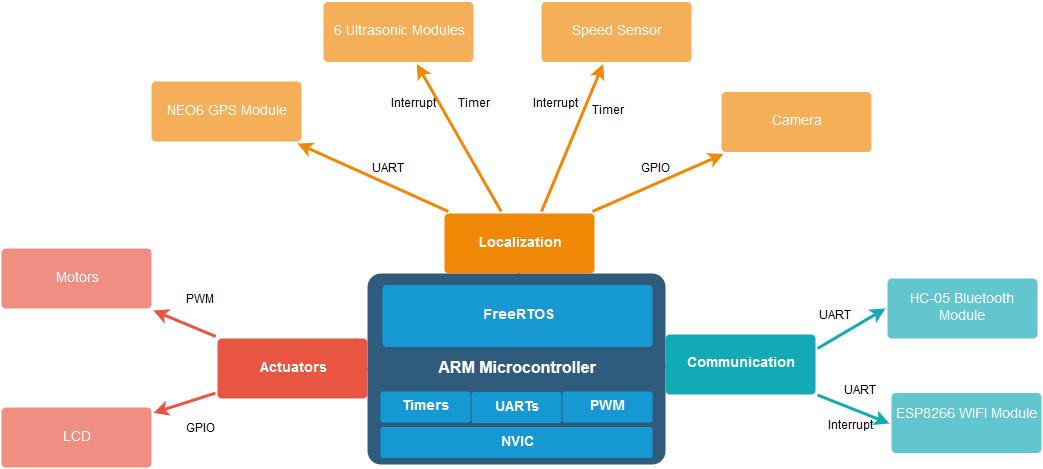 6 Ultrasonic Modules
Speed Sensor
NEO6 GPS Module
Interrupt
Timer
Interrupt
Timer
Camera
UART
GPIO
Localization
Motors
PWM
FreeRTOS
UART
HC-05 Bluetooth
Module
Actuators
ARM Microcontroller
Communication
LCD
GPIO
Timers
UARTs
PWM
NVIC
UART
Interrupt
ESP8266 WIFI Module